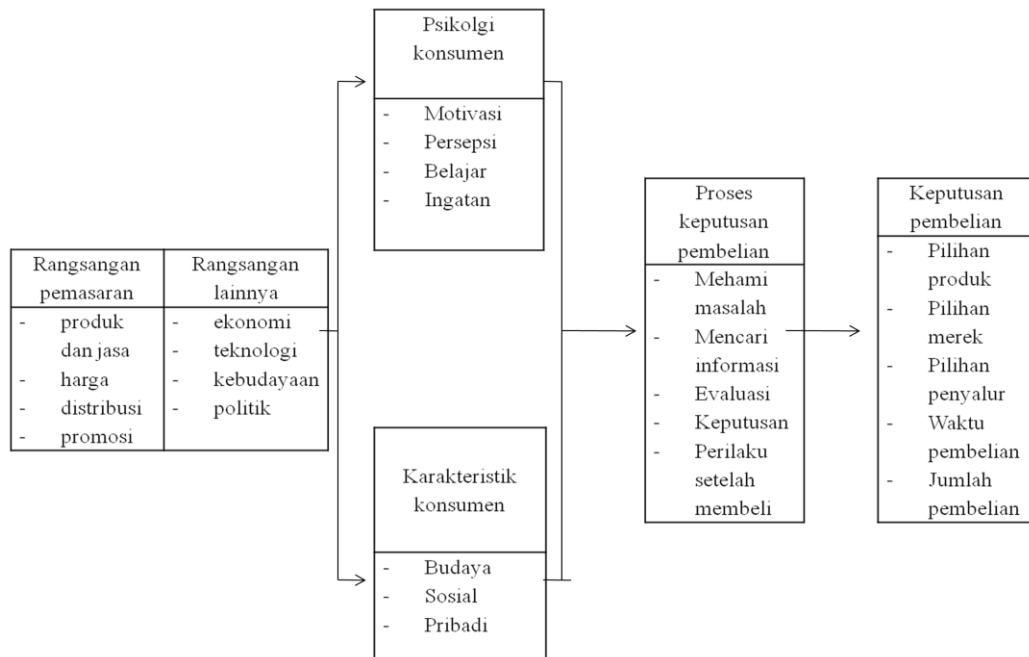 Psikolgi
konsumen
- Motivasi
- Persepsi
- Belajar
- Ingatan
Rangsangan
pemasaran
- produk
dan jasa
- harga
- distribusi
- promosi
Rangsangan
lainnya
- ekonomi
- teknologi
- kebudayaan
- politik
Karakteristik
konsumen
- Budaya
- Sosial
- Pribadi
Proses
keputusan
pembelian
- Mehami
masalah
- Mencari
informasi
- Evaluasi
- Keputusan
- Perilaku
setelah
membeli
Keputusan
pembelian
- Pilihan
produk
- Pilihan
merek
- Pilihan
penyalur
- Waktu
pembelian
- Jumlah
pembelian